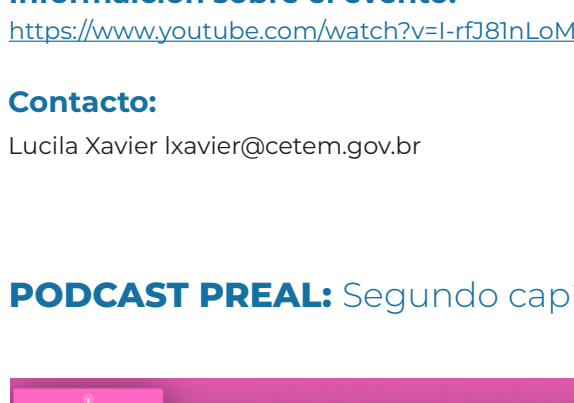 https://www.youtube.com/watch?v=I-rfJ81nLoM
Contacto:
Lucila Xavier lxavier@cetem.gov.br
PODCAST PREAL: Segundo cap